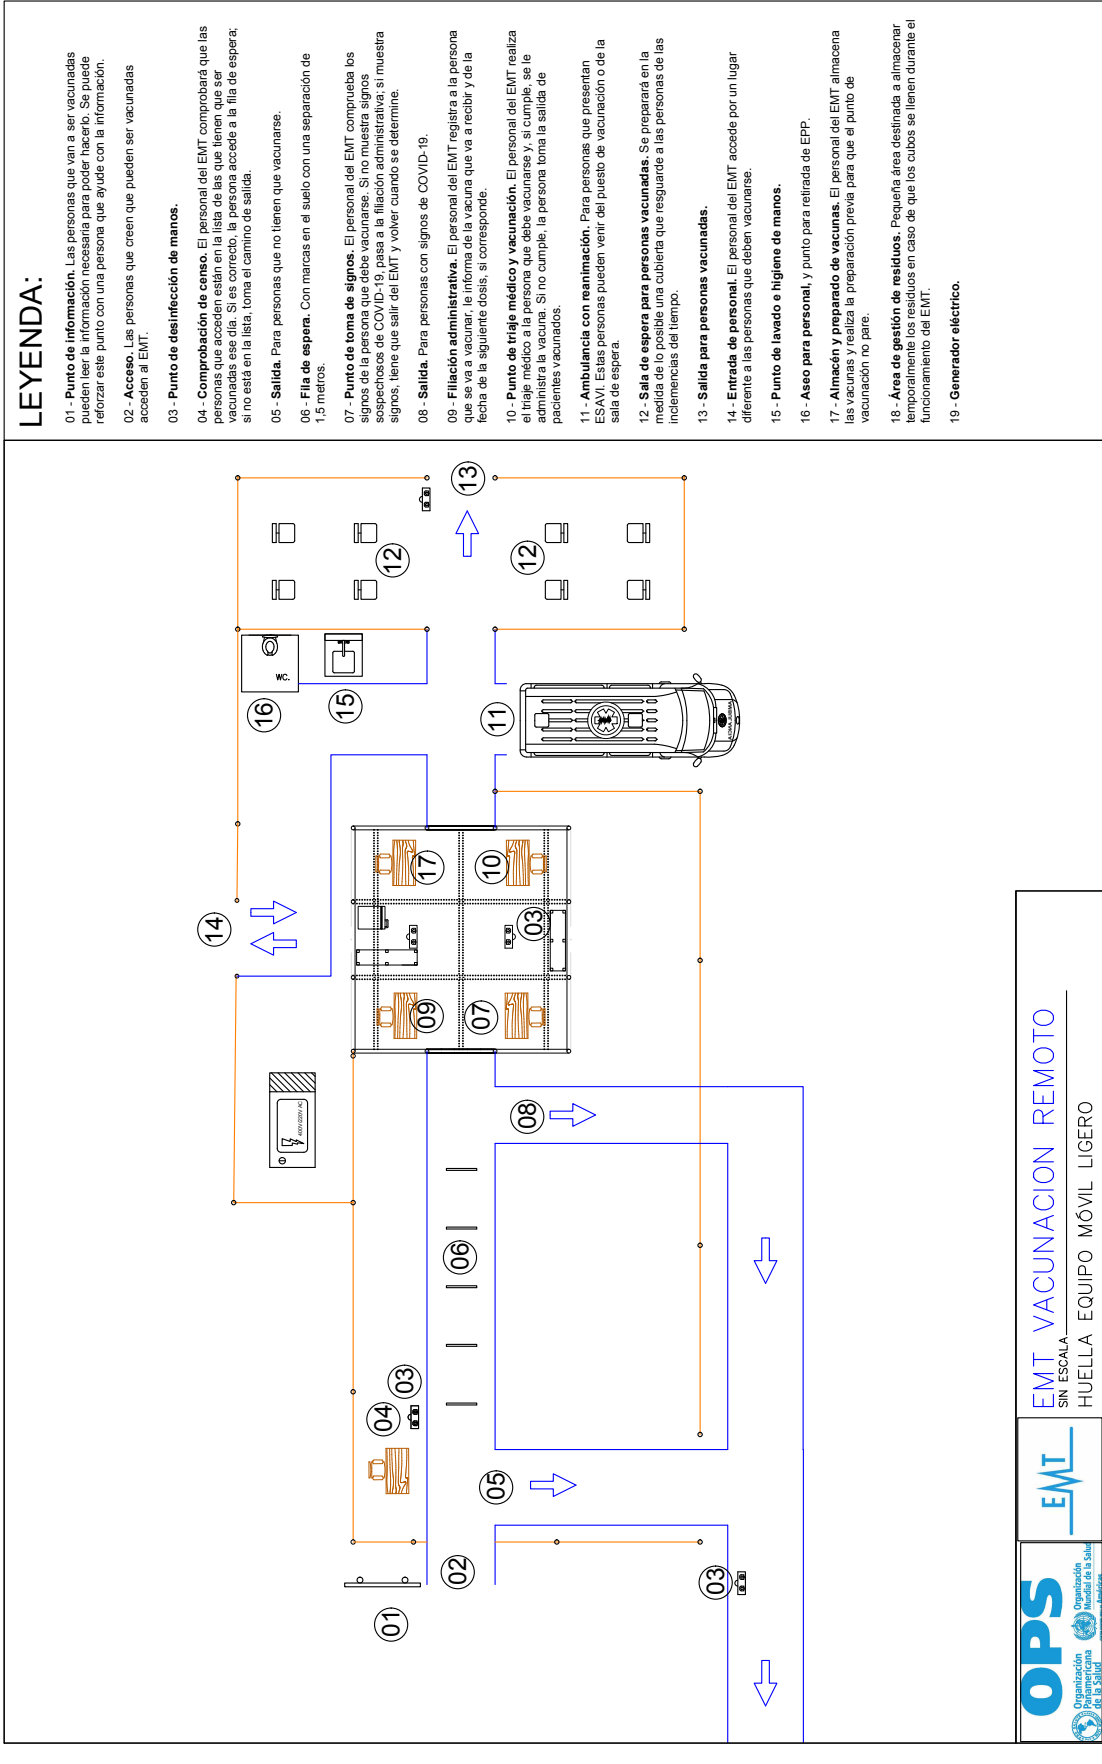 LEYENDA:
01 - Punto de información. Las personas que van a ser vacunadas
pueden leer la información necesaria para poder hacerlo. Se puede
reforzar este punto con una persona que ayude con la información.
02 - Acceso. Las personas que creen que pueden ser vacunadas
acceden al EMT.
03 - Punto de desinfección de manos.
04 - Comprobación de censo. El personal del EMT comprobará que las
personas que acceden están en la lista de las que tienen que ser
vacunadas ese día. Si es correcto, la persona accede a la fila de espera;
si no está en la lista, toma el camino de salida.
05 - Salida. Para personas que no tienen que vacunarse.
06 - Fila de espera. Con marcas en el suelo con una separación de
1,5 metros.
07 - Punto de toma de signos. El personal del EMT comprueba los
signos de la persona que debe vacunarse. Si no muestra signos
sospechosos de COVID-19, pasa a la filiación administrativa; si muestra
signos, tiene que salir del EMT y volver cuando se determine.
08 - Salida. Para personas con signos de COVID-19.
09 - Filiación administrativa. El personal del EMT registra a la persona
que se va a vacunar, le informa de la vacuna que va a recibir y de la
fecha de la siguiente dosis, si corresponde.
10 - Punto de triaje médico y vacunación. El personal del EMT realiza
el triaje médico a la persona que debe vacunarse y, si cumple, se le
administra la vacuna. Si no cumple, la persona toma la salida de
pacientes vacunados.
11 - Ambulancia con reanimación. Para personas que presentan
ESAVI. Estas personas pueden venir del puesto de vacunación o de la
sala de espera.
12 - Sala de espera para personas vacunadas. Se preparará en la
medida de lo posible una cubierta que resguarde a las personas de las
inclemencias del tiempo.
13 - Salida para personas vacunadas.
14 - Entrada de personal. El personal del EMT accede por un lugar
diferente a las personas que deben vacunarse.
15 - Punto de lavado e higiene de manos.
16 - Aseo para personal, y punto para retirada de EPP.
17 - Almacén y preparado de vacunas. El personal del EMT almacena
las vacunas y realiza la preparación previa para que el punto de
vacunación no pare.
18 - Área de gestión de residuos. Pequeña área destinada a almacenar
temporalmente los residuos en caso de que los cubos se llenen durante el
funcionamiento del EMT.
19 - Generador eléctrico.
14
16
WC.
15
12
13
12
11
AMBULANCIA
17
10
03
09
07
400V/220V AC
08
06
03
04
05
02
01
03
OPS
Organización
Panamericana
de la Salud
Organización
Mundial de la Salud
Américas
EMT
EMT VACUNACION REMOTO
SIN ESCALA
HUELLA EQUIPO MÓVIL LIGERO